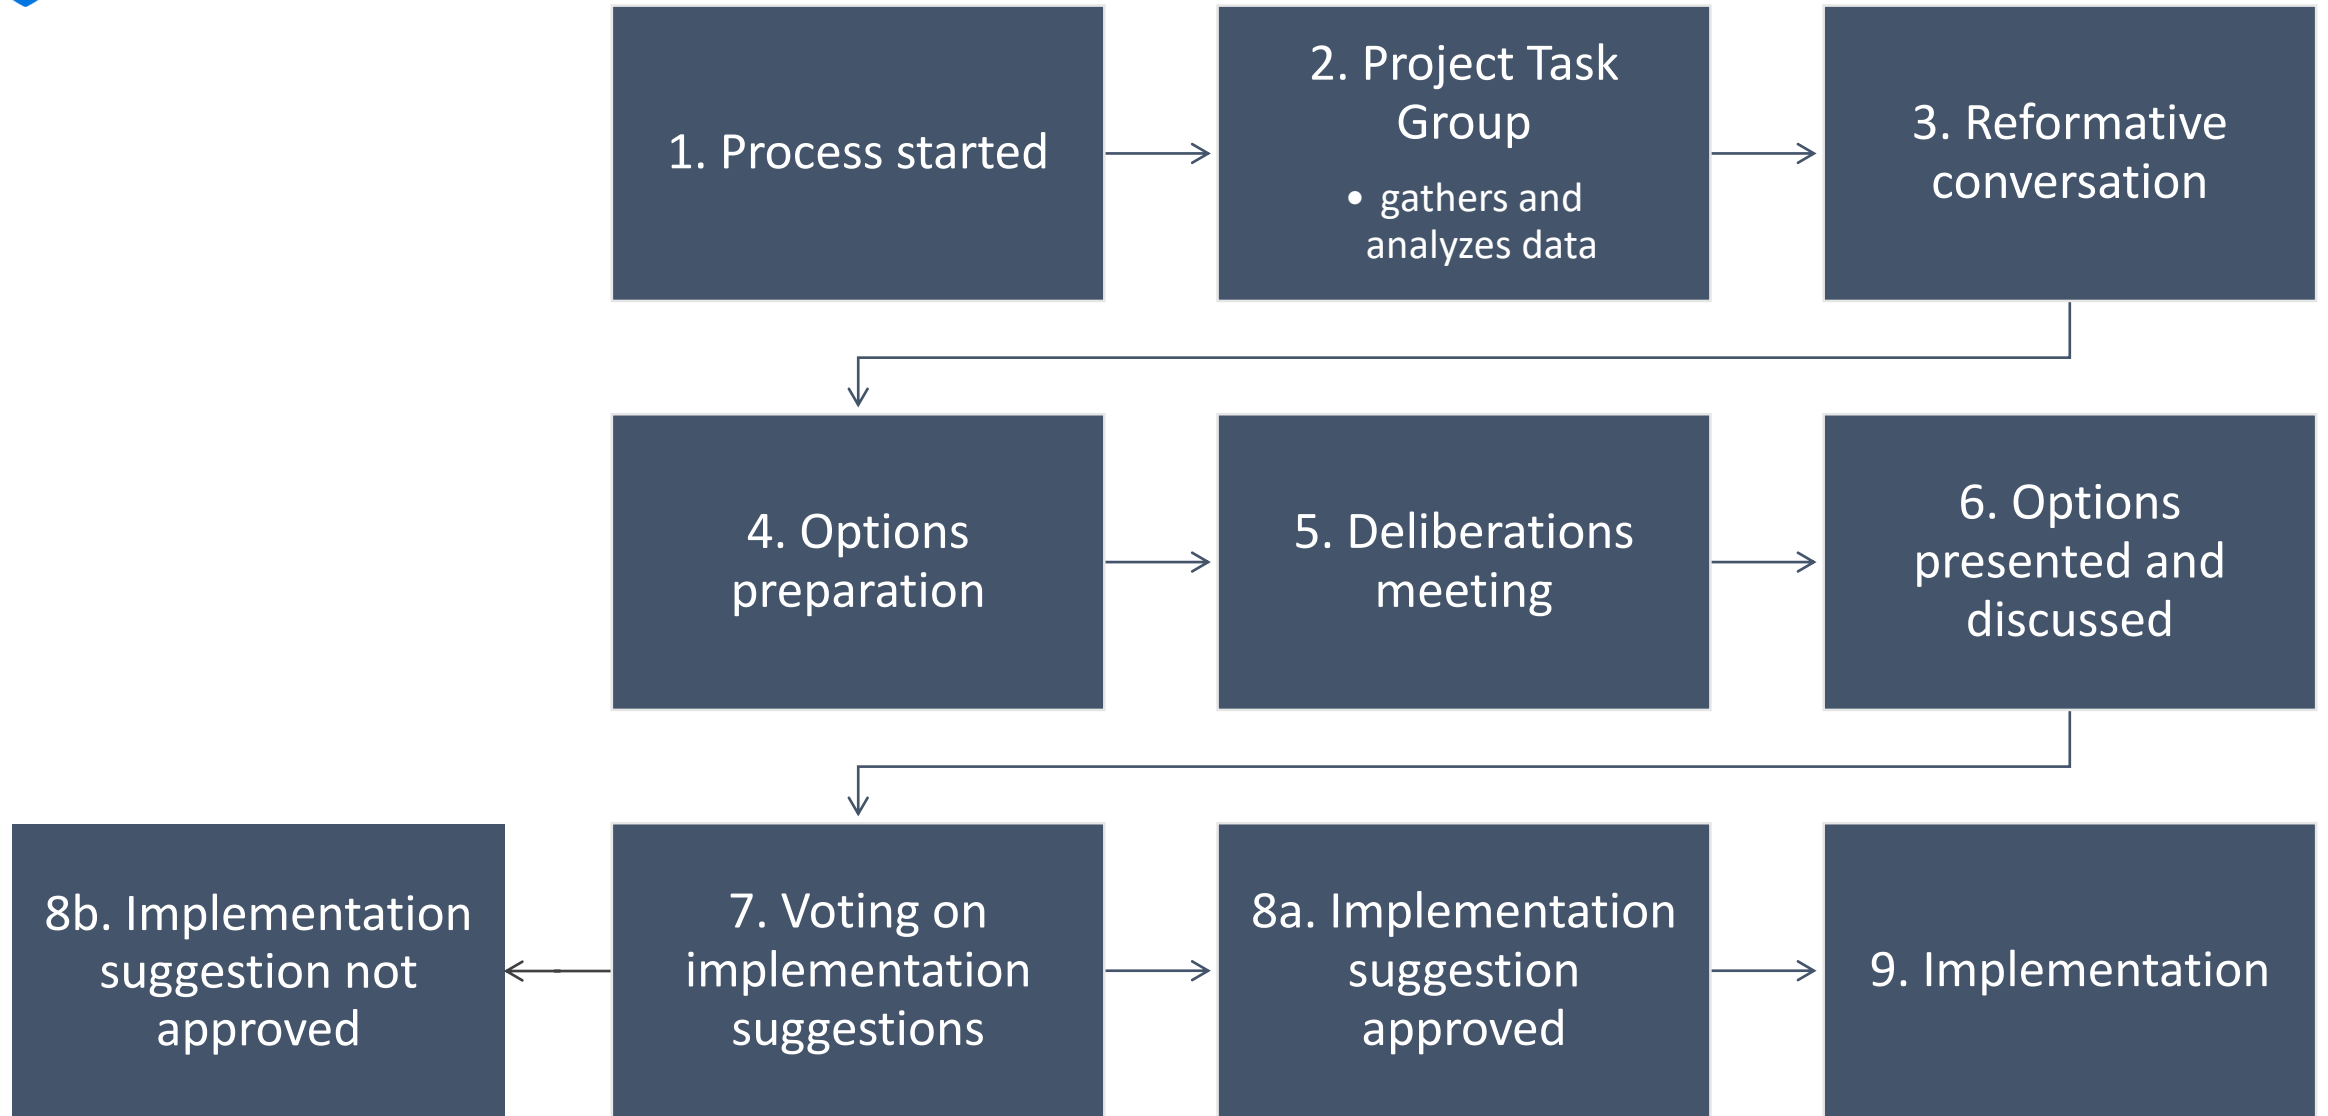 1. Process started
2. Project Task
Group
• gathers and
analyzes data
3. Reformative
conversation
4. Options
preparation
5. Deliberations
meeting
6. Options
presented and
discussed
8b. Implementation
suggestion not
approved
7. Voting on
implementation
suggestions
8a. Implementation
suggestion
approved
9. Implementation